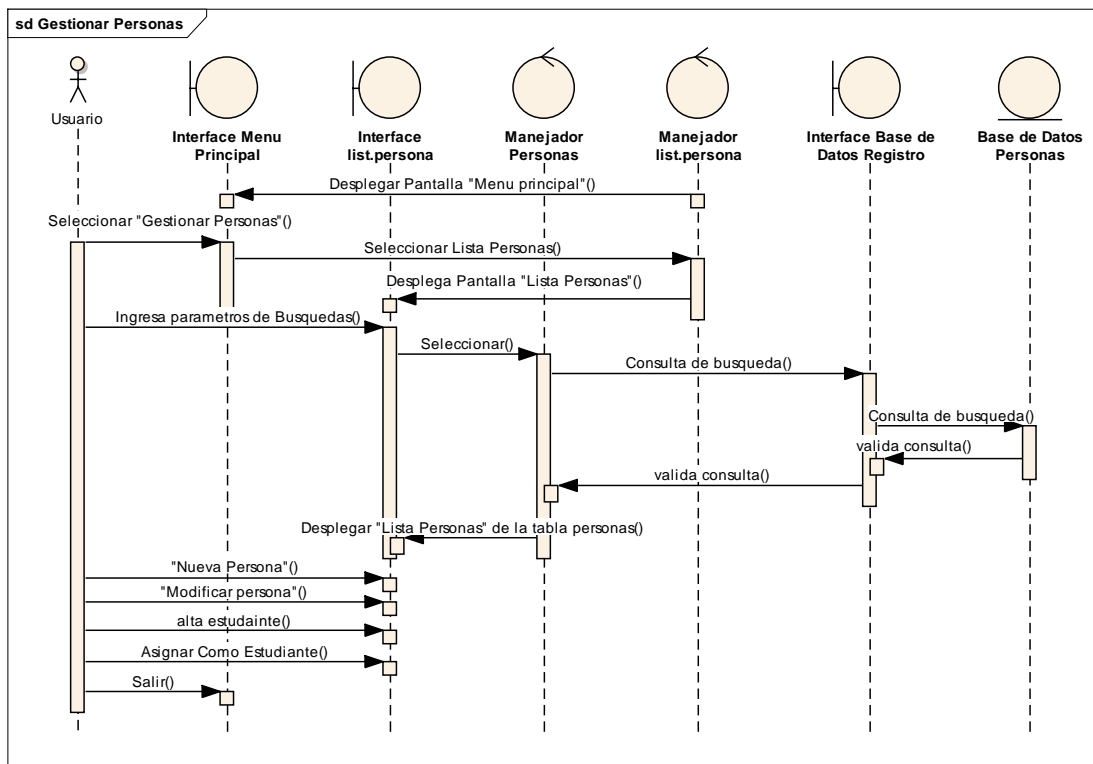 sd Gestionar Personas
Usuario
Interface Menu
Principal
Interface
list.persona
Manejador
Personas
Manejador
list.persona
Interface Base de
Datos Registro
Base de Datos
Personas
Desplegar Pantalla "Menu principal"()
Seleccionar "Gestionar Personas"()
Seleccionar Lista Personas()
Desplega Pantalla "Lista Personas"()
Ingresa parametros de Busquedas()
Seleccionar()
Consulta de busqueda()
Consulta de busqueda()
valida consulta()
valida consulta()
Desplegar "Lista Personas" de la tabla personas()
"Nueva Persona"()
"Modificar persona"()
alta estudainte()
Asignar Como Estudiante()
Salir()